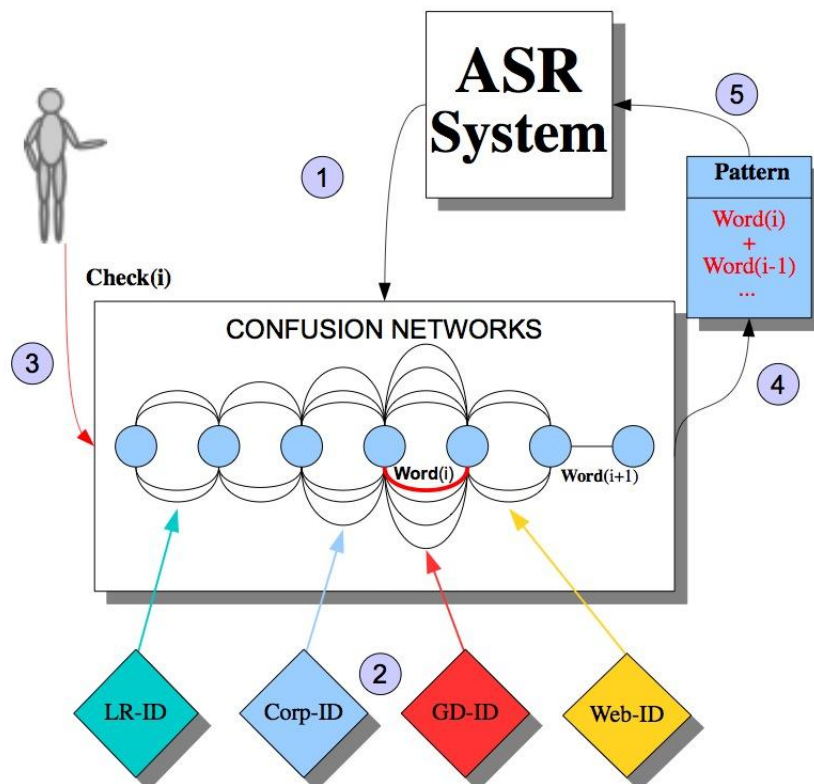 ASR
System
5
1
Pattern
Word(i)
+
Word(i-1)
...
Check(i)
CONFUSION NETWORKS
3
4
Word(i)
Word(i+1)
2
LR-ID
Corp-ID
GD-ID
Web-ID